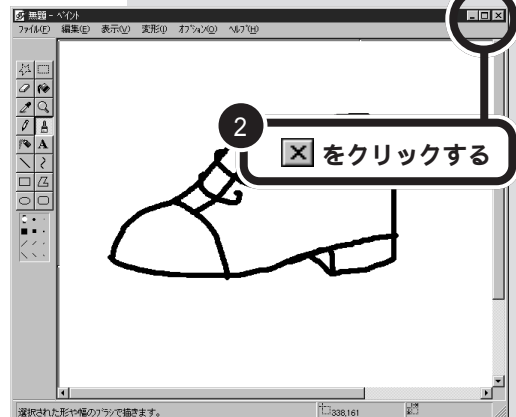 無題 - ペイント
ファイル(F) 編集(E) 表示(V) 変形(I) オプション(O) ヘルプ(H)
A
2
× をクリックする
選択された形や幅のブラシで描きます。
338,161